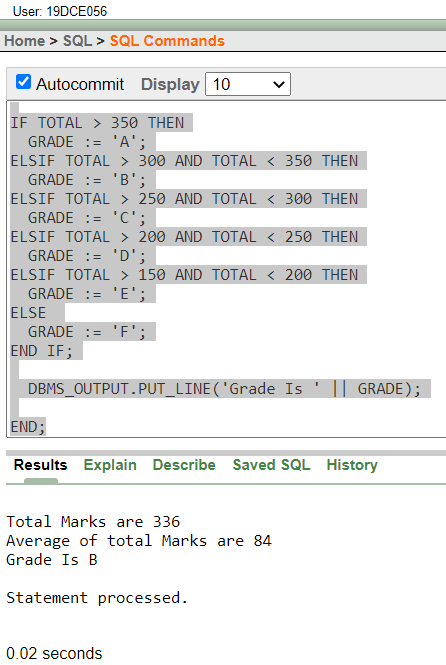 User: 19DCE056
Home > SQL > SQL Commands
Autocommit Display 10
IF TOTAL > 350 THEN
GRADE := 'A';
ELSIF TOTAL > 300 AND TOTAL < 350 THEN
GRADE := 'B';
ELSIF TOTAL > 250 AND TOTAL < 300 THEN
GRADE := 'C';
ELSIF TOTAL > 200 AND TOTAL < 250 THEN
GRADE := 'D';
ELSIF TOTAL > 150 AND TOTAL < 200 THEN
GRADE := 'E';
ELSE
GRADE := 'F';
END IF;
DBMS_OUTPUT.PUT_LINE('Grade Is ' || GRADE);
END;
Results Explain Describe Saved SQL History
Total Marks are 336
Average of total Marks are 84
Grade Is B
Statement processed.
0.02 seconds